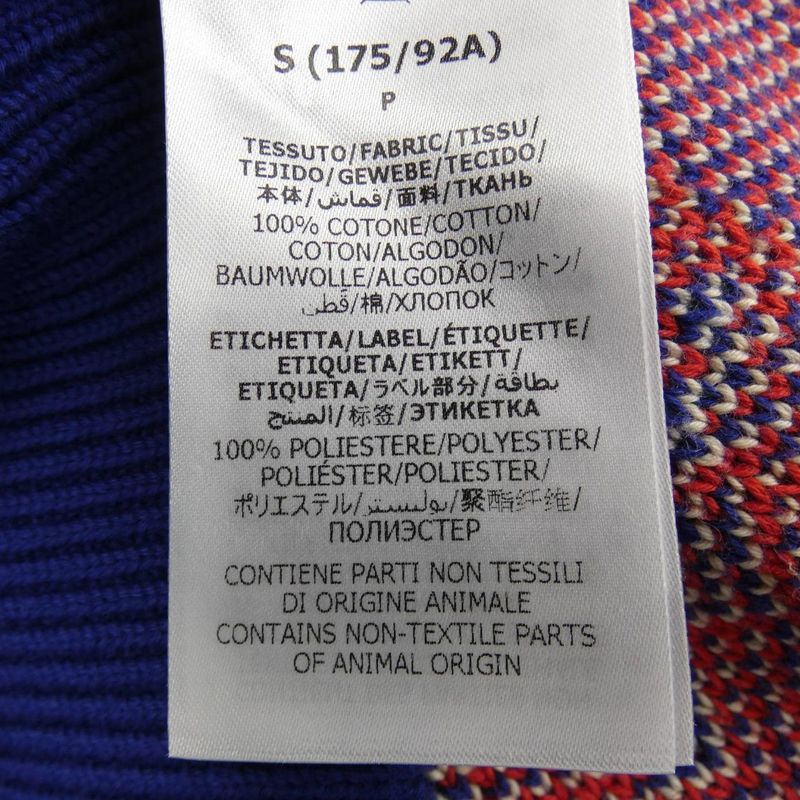 S (175/92A)
P
TESSUTO/FABRIC/TISSU/
TEJIDO/GEWEBE/TECIDO/
本体/قماش/面料/ТКАНЬ
100% COTONE/COTTON/
COTON/ALGODON/
BAUMWOLLE/ALGODÃO/コットン/
قطن/棉/ХЛОПОК
ETICHETTA/LABEL/ÉTIQUETTE/
ETIQUETA/ETIKETT/
ETIQUETA/ラベル部分/بطاقة
المنتج/标签/ЭТИКЕТКА
100% POLIESTERE/POLYESTER/
POLIÉSTER/POLIESTER/
ポリエステル/بوليستر/聚酯纤维/
ПОЛИЭСТЕР
CONTIENE PARTI NON TESSILI
DI ORIGINE ANIMALE
CONTAINS NON-TEXTILE PARTS
OF ANIMAL ORIGIN